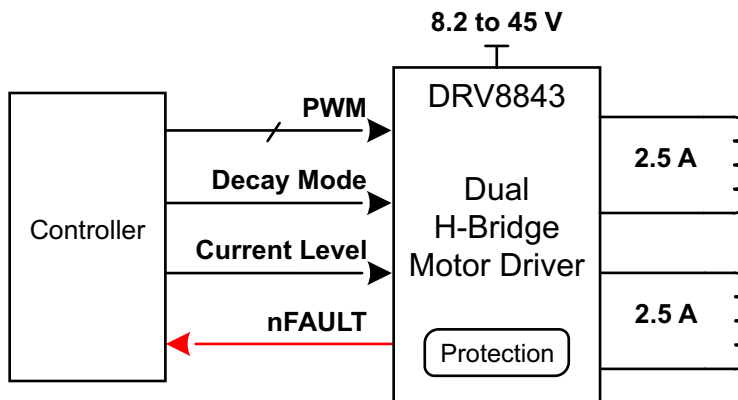 8.2 to 45 V
DRV8843
PWM
Decay Mode
Controller
Current Level
nFAULT
Dual
H-Bridge
Motor Driver
Protection
2.5 A
2.5 A